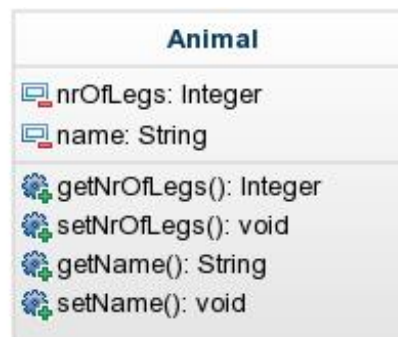 Animal
nrOfLegs: Integer
name: String
getNrOfLegs(): Integer
setNrOfLegs(): void
getName(): String
setName(): void